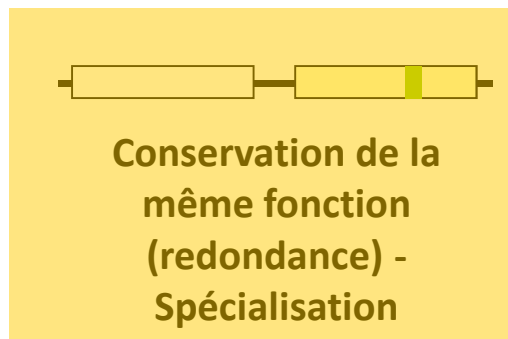 Conservation de la
même fonction
(redondance) -
Spécialisation